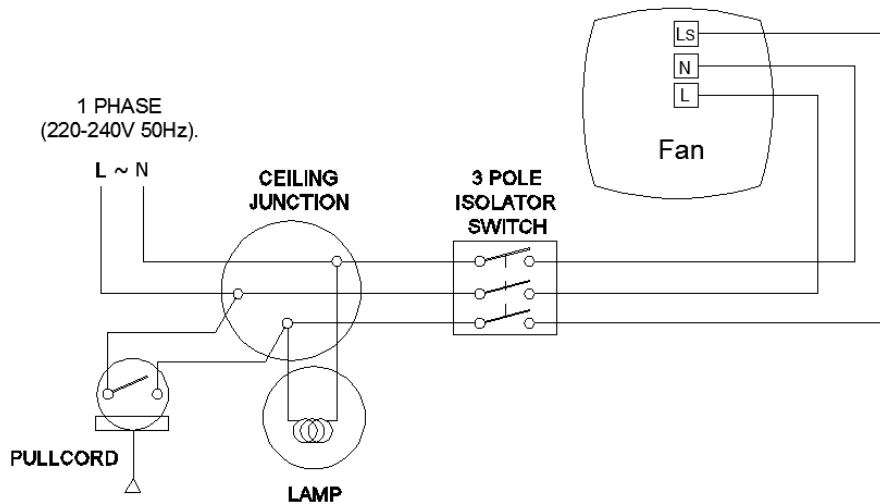 1 PHASE
(220-240V 50Hz).
L ~ N
CEILING
JUNCTION
3 POLE
ISOLATOR
SWITCH
Ls
N
L
Fan
PULLCORD
LAMP